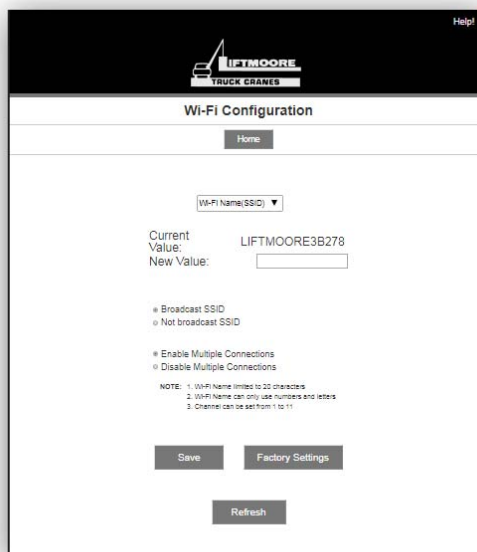 Help!
LIFTMOORE
TRUCK CRANES
Wi-Fi Configuration
Home
Wi-Fi Name(SSID) ▼
Current Value: LIFTMOORE3B278
New Value:
Broadcast SSID
Not broadcast SSID
Enable Multiple Connections
Disable Multiple Connections
NOTE: 1. Wi-Fi Name limited to 20 characters
2. Wi-Fi Name can only use numbers and letters
3. Channel can be set from 1 to 11
Save Factory Settings
Refresh